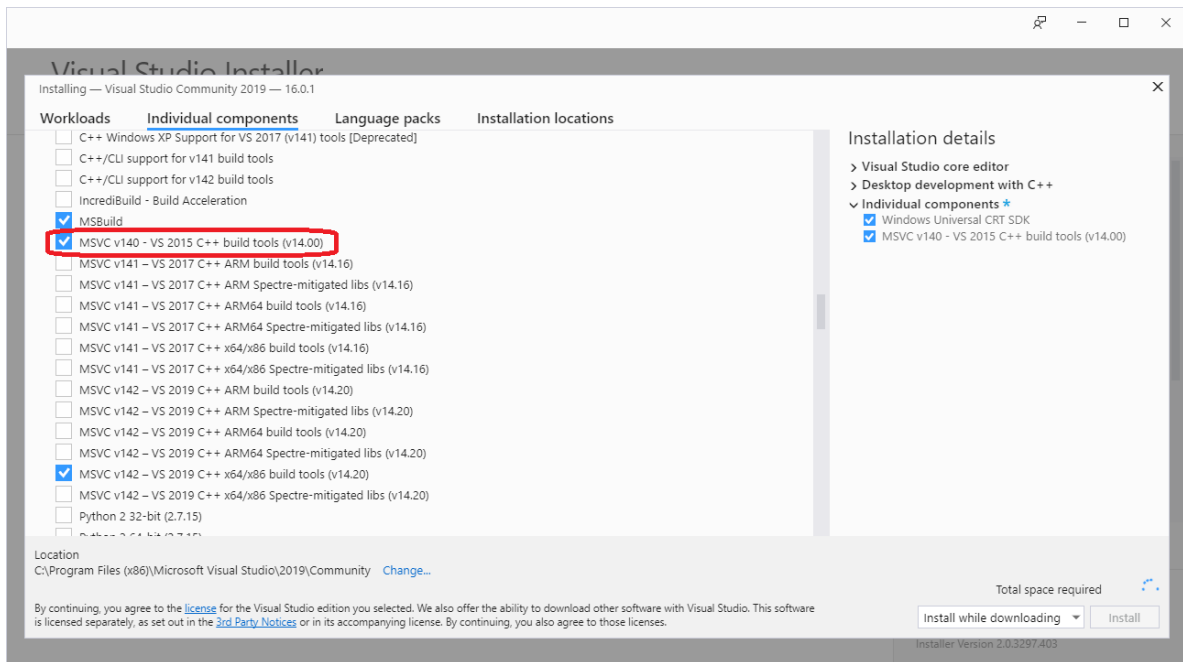 Visual Studio Installer
Installing — Visual Studio Community 2019 — 16.0.1
Workloads Individual components Language packs Installation locations
C++ Windows XP Support for VS 2017 (v141) tools [Deprecated]
C++/CLI support for v141 build tools
C++/CLI support for v142 build tools
IncrediBuild - Build Acceleration
MSBuild
MSVC v140 - VS 2015 C++ build tools (v14.00)
MSVC v141 – VS 2017 C++ ARM build tools (v14.16)
MSVC v141 – VS 2017 C++ ARM Spectre-mitigated libs (v14.16)
MSVC v141 – VS 2017 C++ ARM64 build tools (v14.16)
MSVC v141 – VS 2017 C++ ARM64 Spectre-mitigated libs (v14.16)
MSVC v141 – VS 2017 C++ x64/x86 build tools (v14.16)
MSVC v141 – VS 2017 C++ x64/x86 Spectre-mitigated libs (v14.16)
MSVC v142 – VS 2019 C++ ARM build tools (v14.20)
MSVC v142 – VS 2019 C++ ARM Spectre-mitigated libs (v14.20)
MSVC v142 – VS 2019 C++ ARM64 build tools (v14.20)
MSVC v142 – VS 2019 C++ ARM64 Spectre-mitigated libs (v14.20)
MSVC v142 – VS 2019 C++ x64/x86 build tools (v14.20)
MSVC v142 – VS 2019 C++ x64/x86 Spectre-mitigated libs (v14.20)
Python 2 32-bit (2.7.15)
Python 2 64-bit (2.7.15)
Installation details
Visual Studio core editor
Desktop development with C++
Individual components *
Windows Universal CRT SDK
MSVC v140 - VS 2015 C++ build tools (v14.00)
Location
C:\Program Files (x86)\Microsoft Visual Studio\2019\Community Change...
By continuing, you agree to the license for the Visual Studio edition you selected. We also offer the ability to download other software with Visual Studio. This software
is licensed separately, as set out in the 3rd Party Notices or in its accompanying license. By continuing, you also agree to those licenses.
Total space required
Install while downloading Install
Installer Version 2.0.3297.403